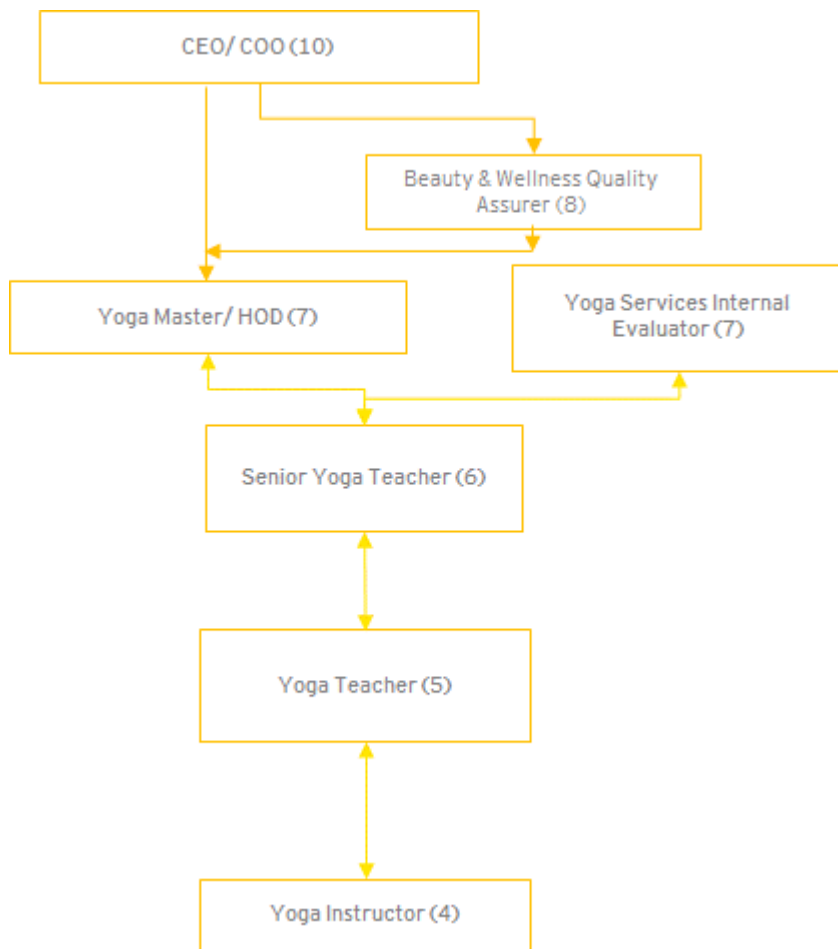 CEO/ COO (10)
Beauty & Wellness Quality
Assurer (8)
Yoga Master/ HOD (7)
Yoga Services Internal
Evaluator (7)
Senior Yoga Teacher (6)
Yoga Teacher (5)
Yoga Instructor (4)